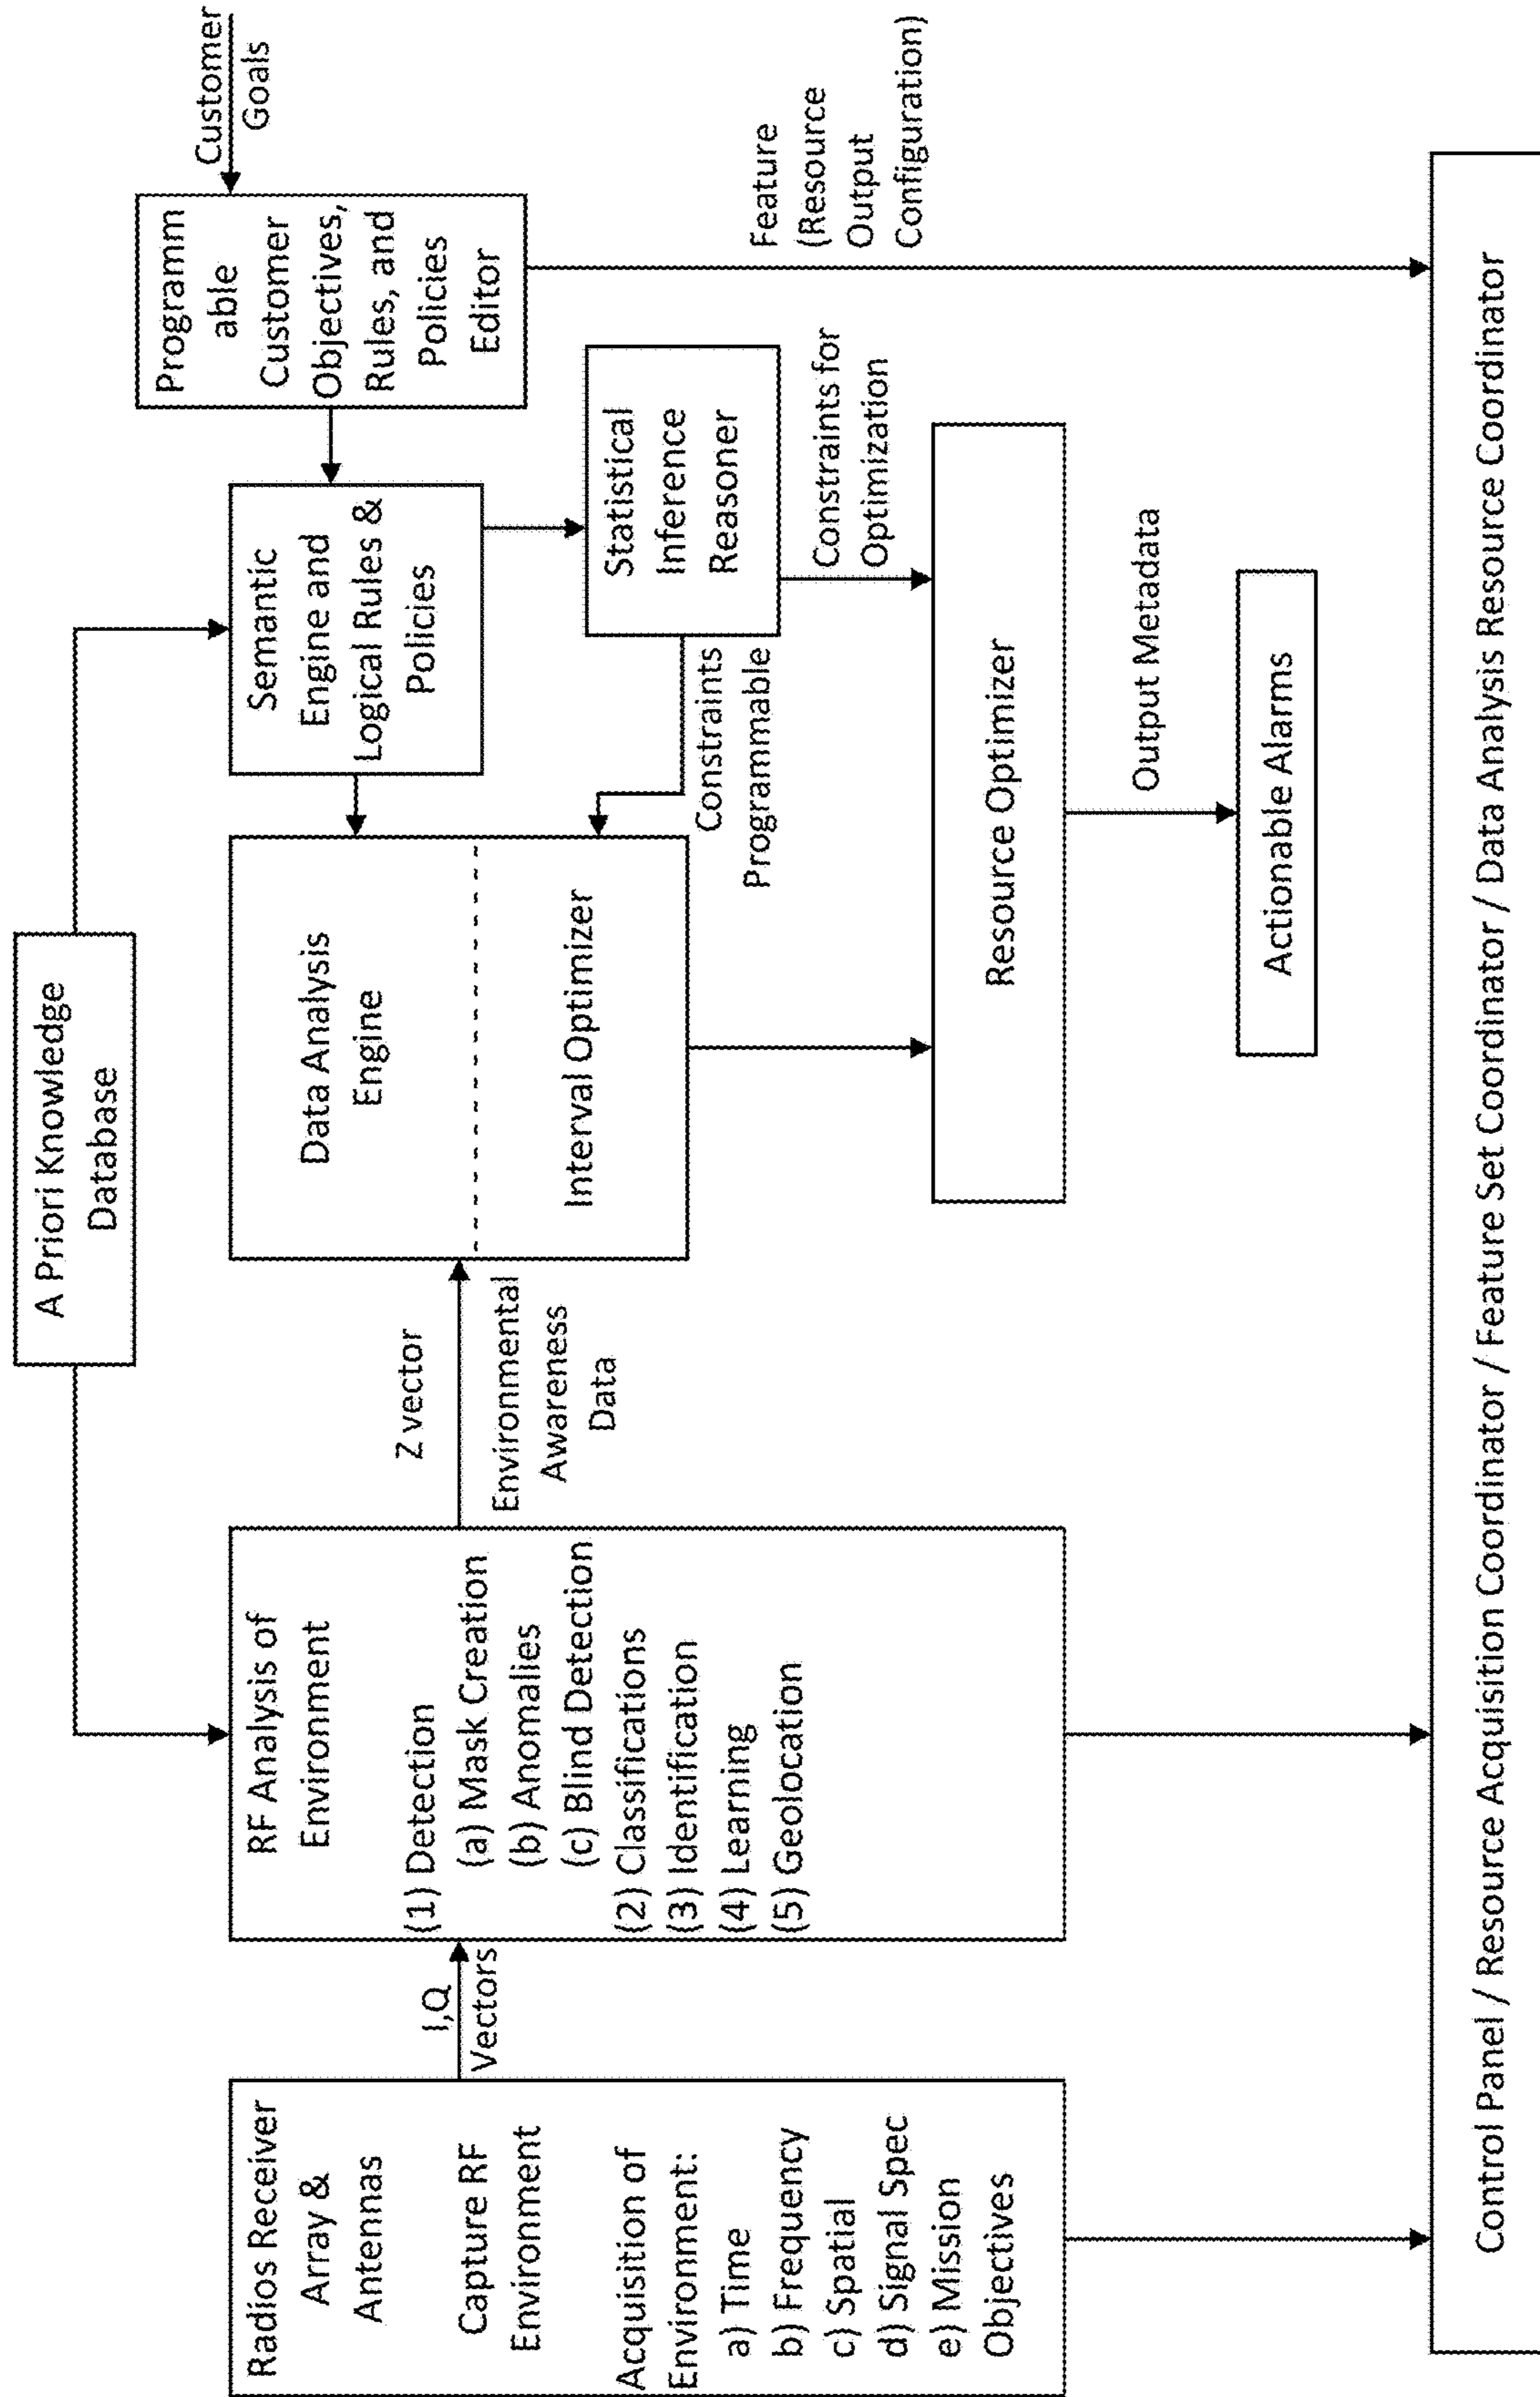 A Priori Knowledge
Database
Customer
Goals
Radios Receiver
Array &
Antennas
Capture RF
Environment
Acquisition of
Environment:
a) Time
b) Frequency
c) Spatial
d) Signal Spec
e) Mission
Objectives
I,Q
Vectors
RF Analysis of
Environment
(1) Detection
(a) Mask Creation
(b) Anomalies
(c) Blind Detection
(2) Classifications
(3) Identification
(4) Learning
(5) Geolocation
Z vector
Environmental
Awareness
Data
Data Analysis
Engine
Interval Optimizer
Semantic
Engine and
Logical Rules &
Policies
Programm
able
Customer
Objectives,
Rules, and
Policies
Editor
Statistical
Inference
Reasoner
Constraints
Programmable
Constraints for
Optimization
Feature
(Resource
Output
Configuration)
Resource Optimizer
Output Metadata
Actionable Alarms
Control Panel / Resource Acquisition Coordinator / Feature Set Coordinator / Data Analysis Resource Coordinator